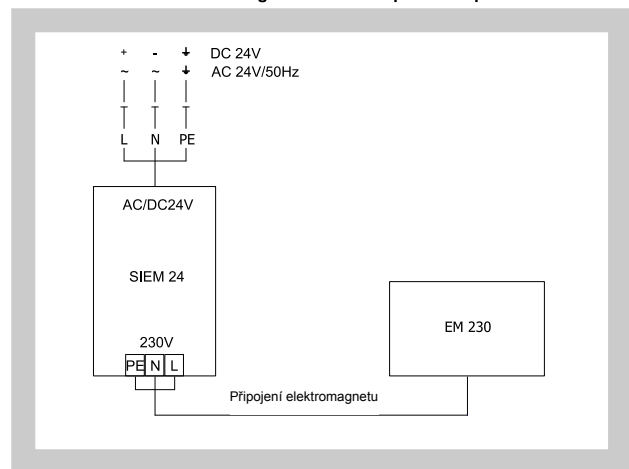 + - ⏚ DC 24V
~ ~ ⏚ AC 24V/50Hz
L N PE
AC/DC24V
SIEM 24
230V
PE N L
EM 230
Připojení elektromagnetu